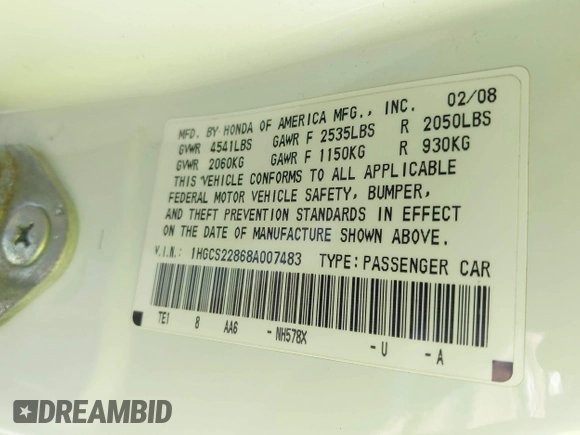 MFD. BY HONDA OF AMERICA MFG., INC. 02/08
GVWR 4541LBS GAWR F 2535LBS R 2050LBS
GVWR 2060KG GAWR F 1150KG R 930KG
THIS VEHICLE CONFORMS TO ALL APPLICABLE
FEDERAL MOTOR VEHICLE SAFETY, BUMPER,
AND THEFT PREVENTION STANDARDS IN EFFECT
ON THE DATE OF MANUFACTURE SHOWN ABOVE.
V.I.N.: 1HGCS22868A007483 TYPE:PASSENGER CAR
TE1 B AA6 -NH578X -U -A
DREAMBID